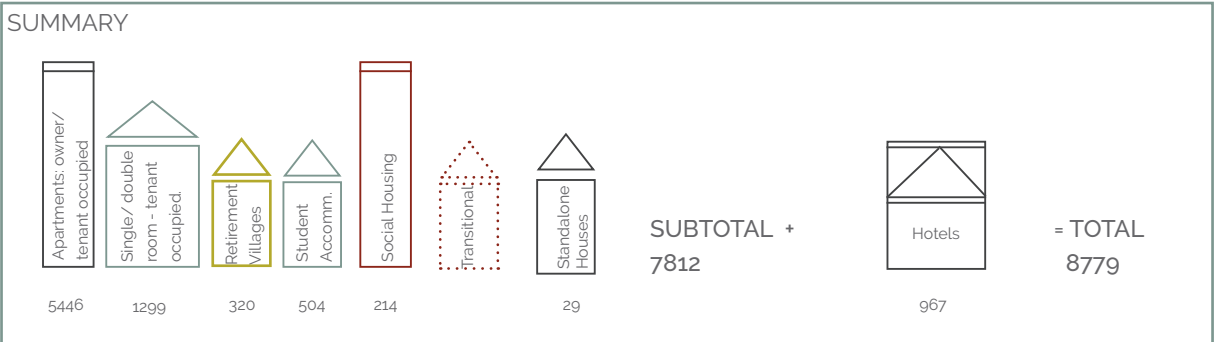 SUMMARY
Apartments: owner/
tenant occupied
Single/ double
room - tenant
occupied.
Retirement
Villages
Student
Accomm.
Social Housing
Transitional
Standalone
Houses
SUBTOTAL +
7812
Hotels
= TOTAL
8779
5446
1299
320
504
214
29
967